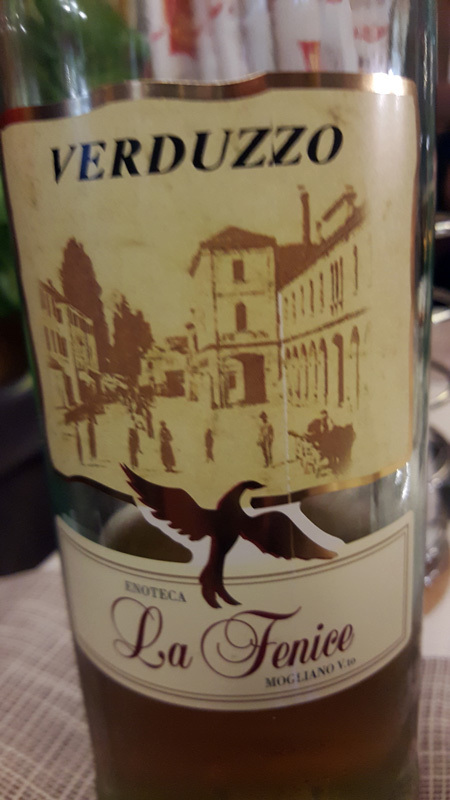 VERDUZZO
ENOTECA
La Fenice
MOGLIANO V.to